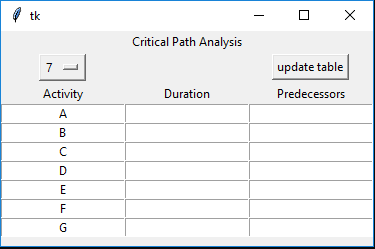 tk
Critical Path Analysis
7 update table
Activity Duration Predecessors
A
B
C
D
E
F
G